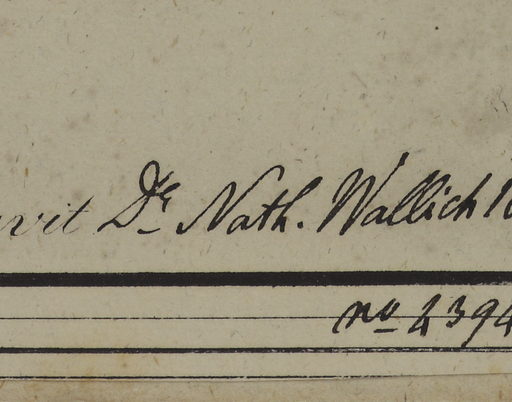 vit Dr. Nath. Wallich
no 4394